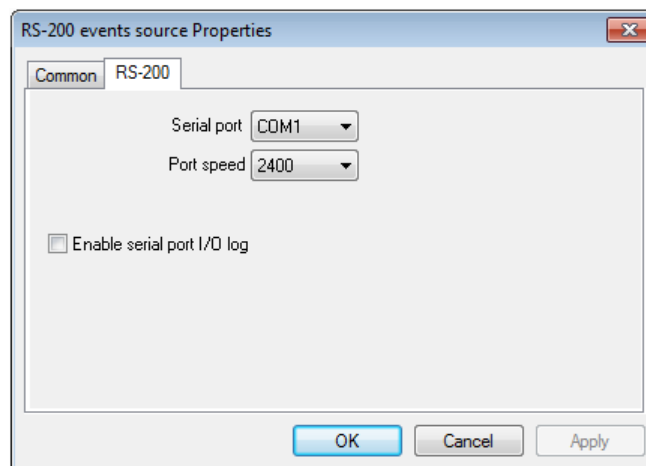 RS-200 events source Properties
Common RS-200
Serial port COM1
Port speed 2400
Enable serial port I/O log
OK Cancel Apply